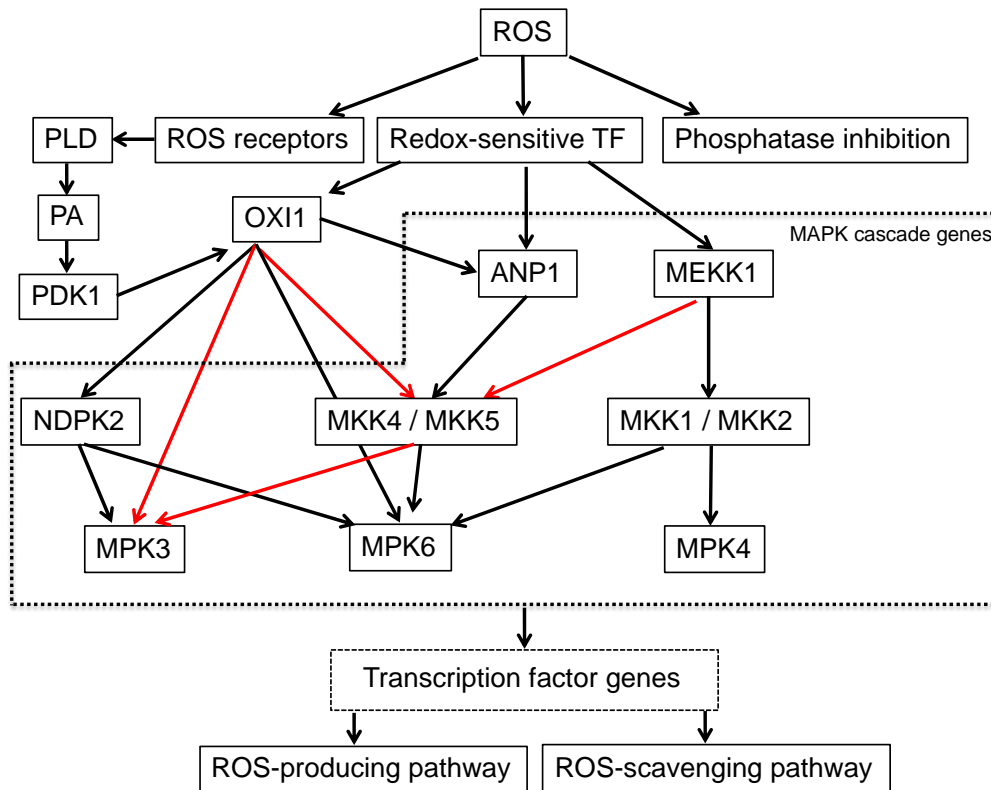 ROS
PLD
ROS receptors
Redox-sensitive TF
Phosphatase inhibition
PA
OXI1
MAPK cascade genes
PDK1
ANP1
MEKK1
NDPK2
MKK4 / MKK5
MKK1 / MKK2
MPK3
MPK6
MPK4
Transcription factor genes
ROS-producing pathway
ROS-scavenging pathway